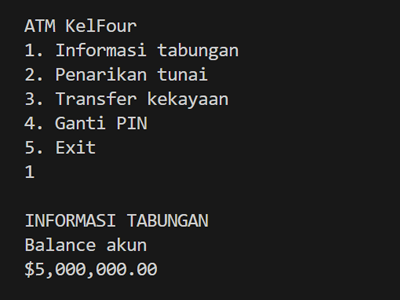 ATM KelFour
1. Informasi tabungan
2. Penarikan tunai
3. Transfer kekayaan
4. Ganti PIN
5. Exit
1
INFORMASI TABUNGAN
Balance akun
$5,000,000.00